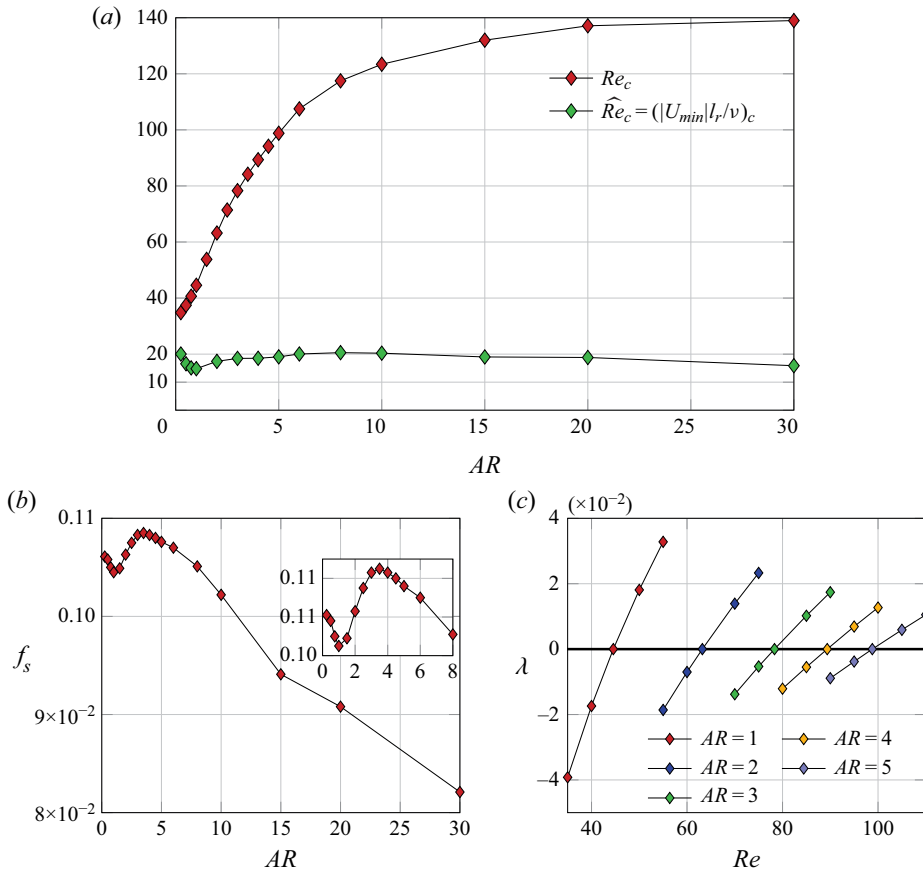 (a)
140
120
100
80
60
40
20
10
0 5 10 15 20 25 30
AR
Re_c
\widehat{Re}_c = (|U_min|l_r/ν)_c
(b)
0.11
0.10
9×10⁻²
8×10⁻²
f_s
0 5 10 15 20 25 30
AR
0.11
0.11
0.10
0 2 4 6 8
(c)
(×10⁻²)
4
2
0
−2
−4
λ
40 60 80 100
Re
AR = 1
AR = 2
AR = 3
AR = 4
AR = 5